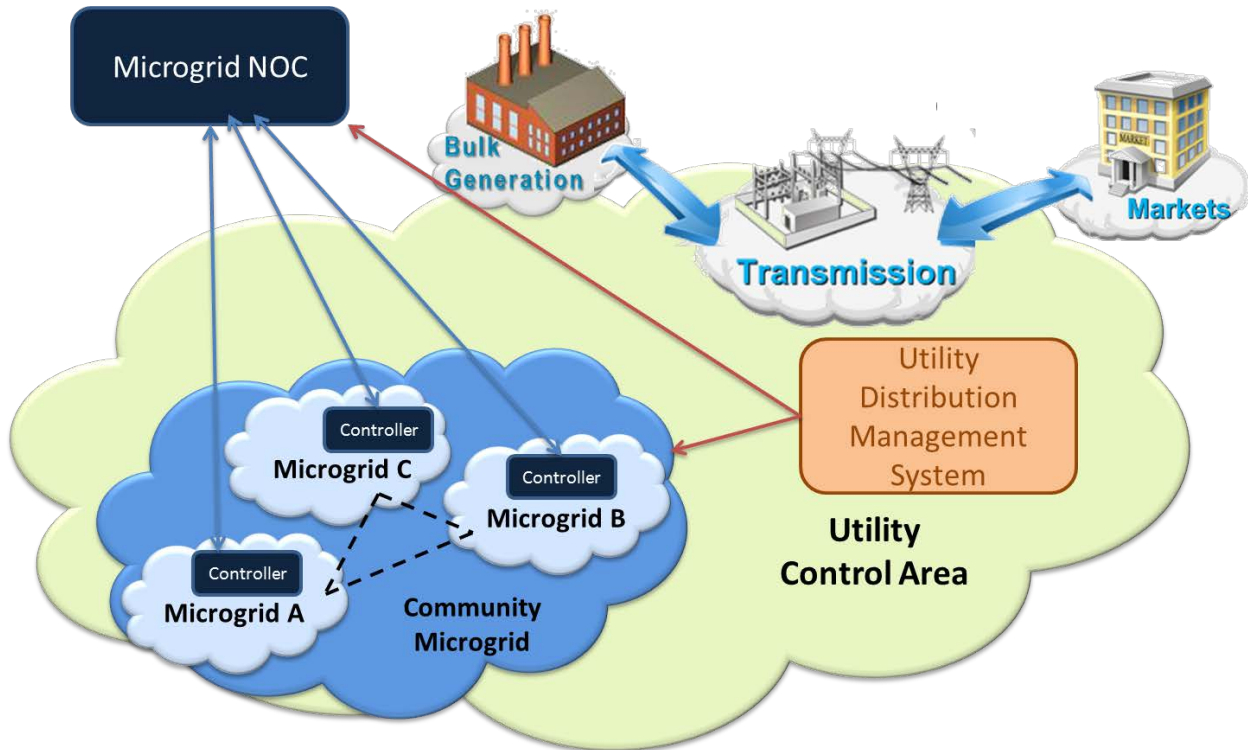 Microgrid NOC
Bulk
Generation
MARKET
Markets
Transmission
Utility
Distribution
Management
System
Controller
Microgrid C
Controller
Microgrid B
Utility
Control Area
Controller
Microgrid A
Community
Microgrid